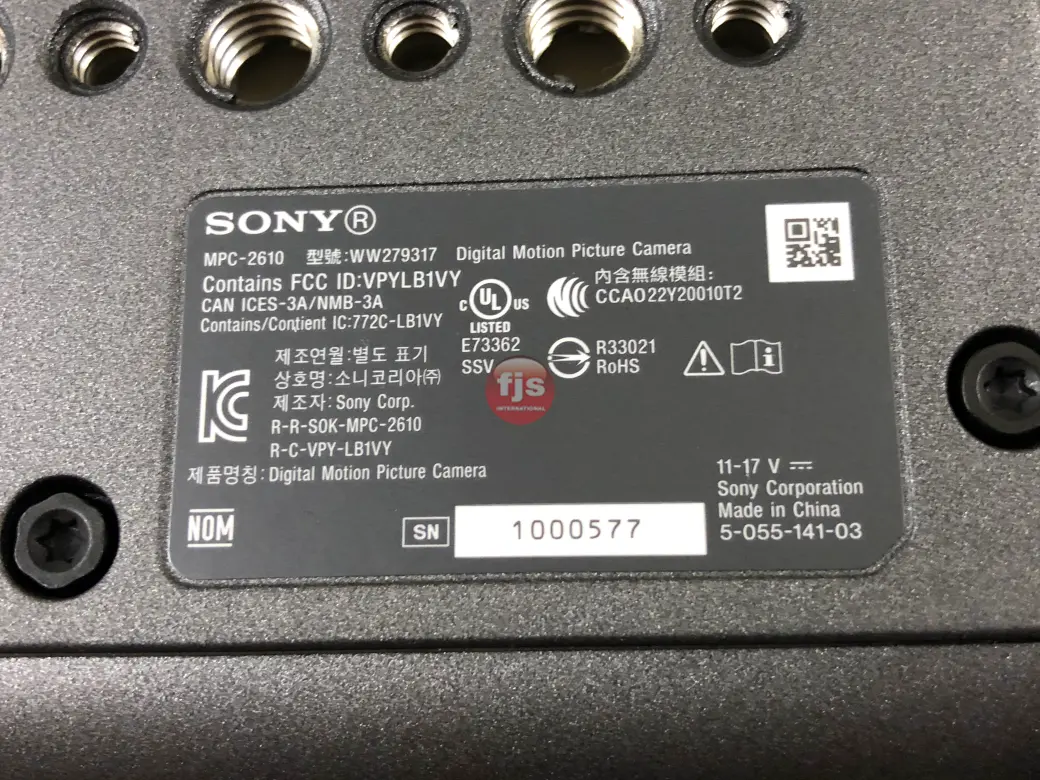 SONY®
MPC-2610 型號:WW279317 Digital Motion Picture Camera
Contains FCC ID:VPYLB1VY
CAN ICES-3A/NMB-3A
Contains/Contient IC:772C-LB1VY
C UL US
LISTED
E73362
SSV
內含無線模組:
CCAO22Y20010T2
R33021
RoHS
제조연월:별도 표기
상호명:소니코리아㈜
제조자: Sony Corp.
R-R-SOK-MPC-2610
R-C-VPY-LB1VY
제품명칭: Digital Motion Picture Camera
fjs
INTERNATIONAL
11-17 V ⎓
Sony Corporation
Made in China
5-055-141-03
NOM
SN 1000577